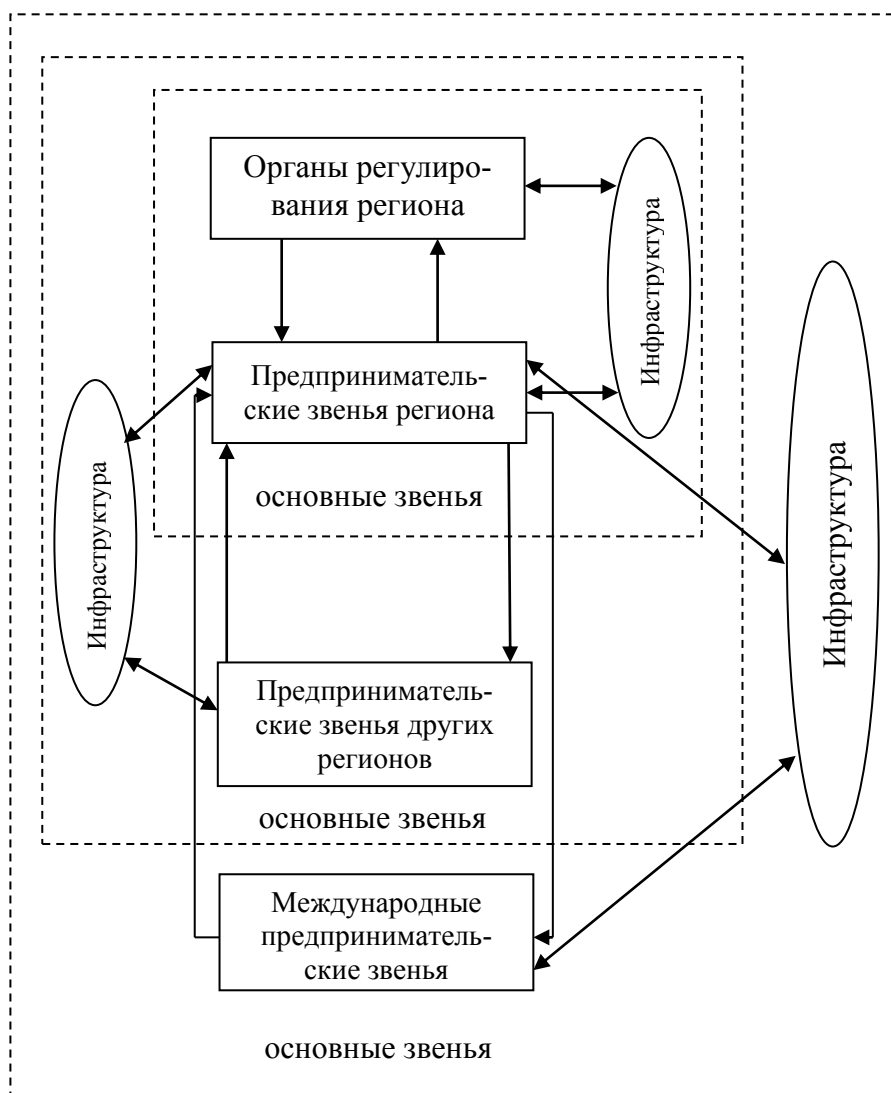 Органы регулиро-
вания региона
Инфраструктура
Предприниматель-
ские звенья региона
основные звенья
Инфраструктура
Инфраструктура
Предприниматель-
ские звенья других
регионов
основные звенья
Международные
предприниматель-
ские звенья
основные звенья